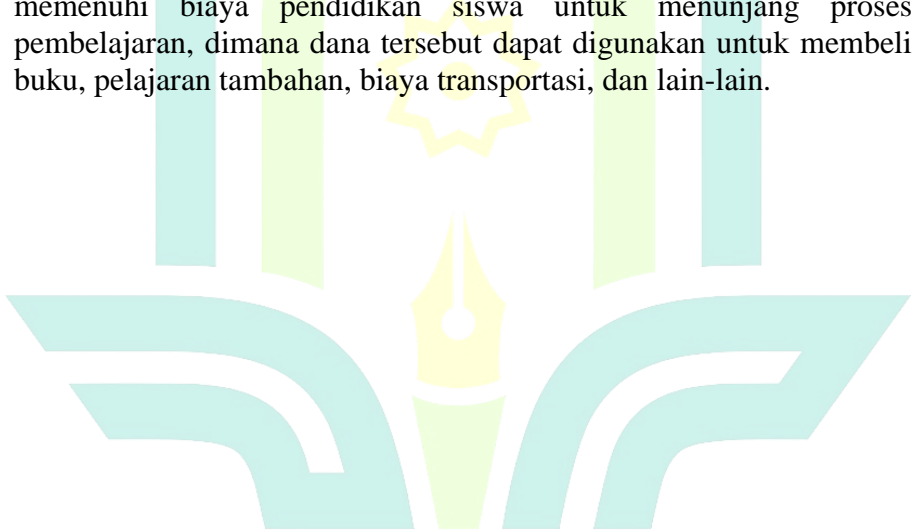 memenuhi biaya pendidikan siswa untuk menunjang proses
pembelajaran, dimana dana tersebut dapat digunakan untuk membeli
buku, pelajaran tambahan, biaya transportasi, dan lain-lain.